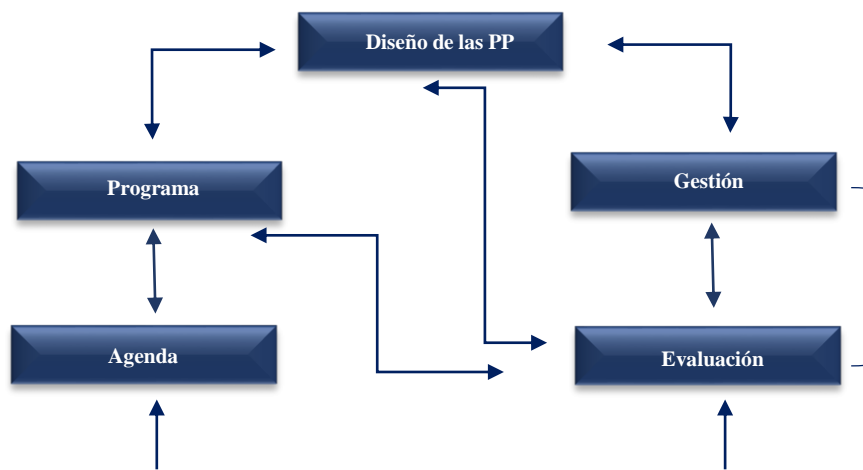 Diseño de las PP
Programa
Gestión
Agenda
Evaluación